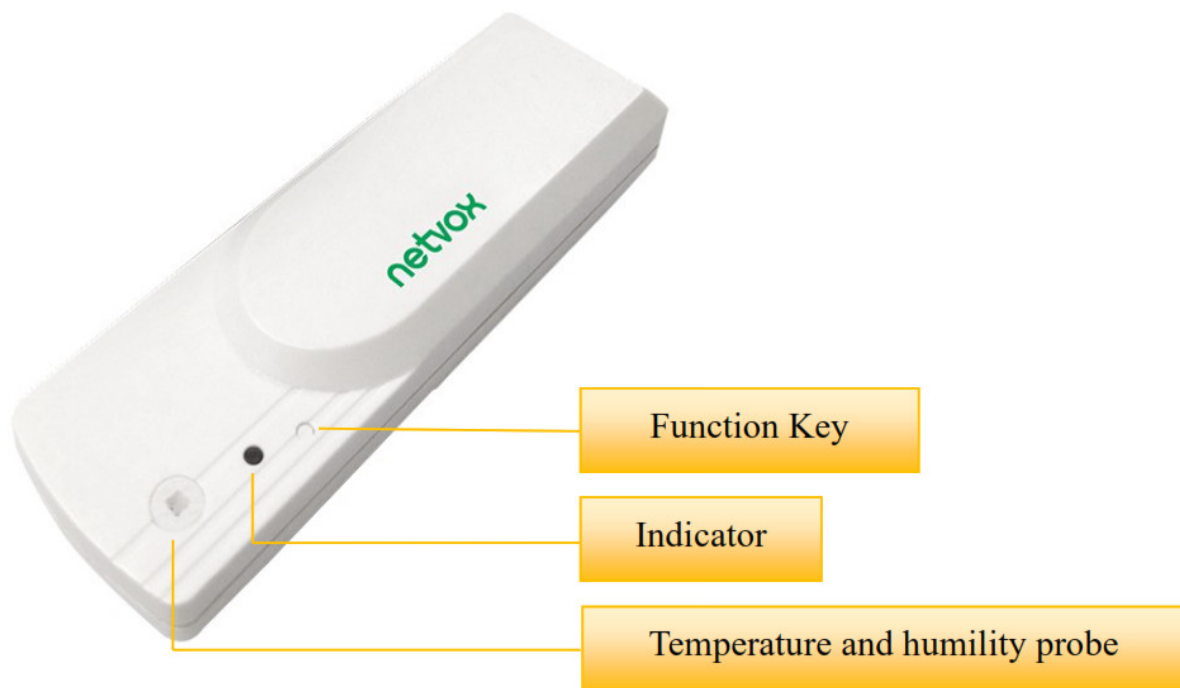 netvox
Function Key
Indicator
Temperature and humility probe